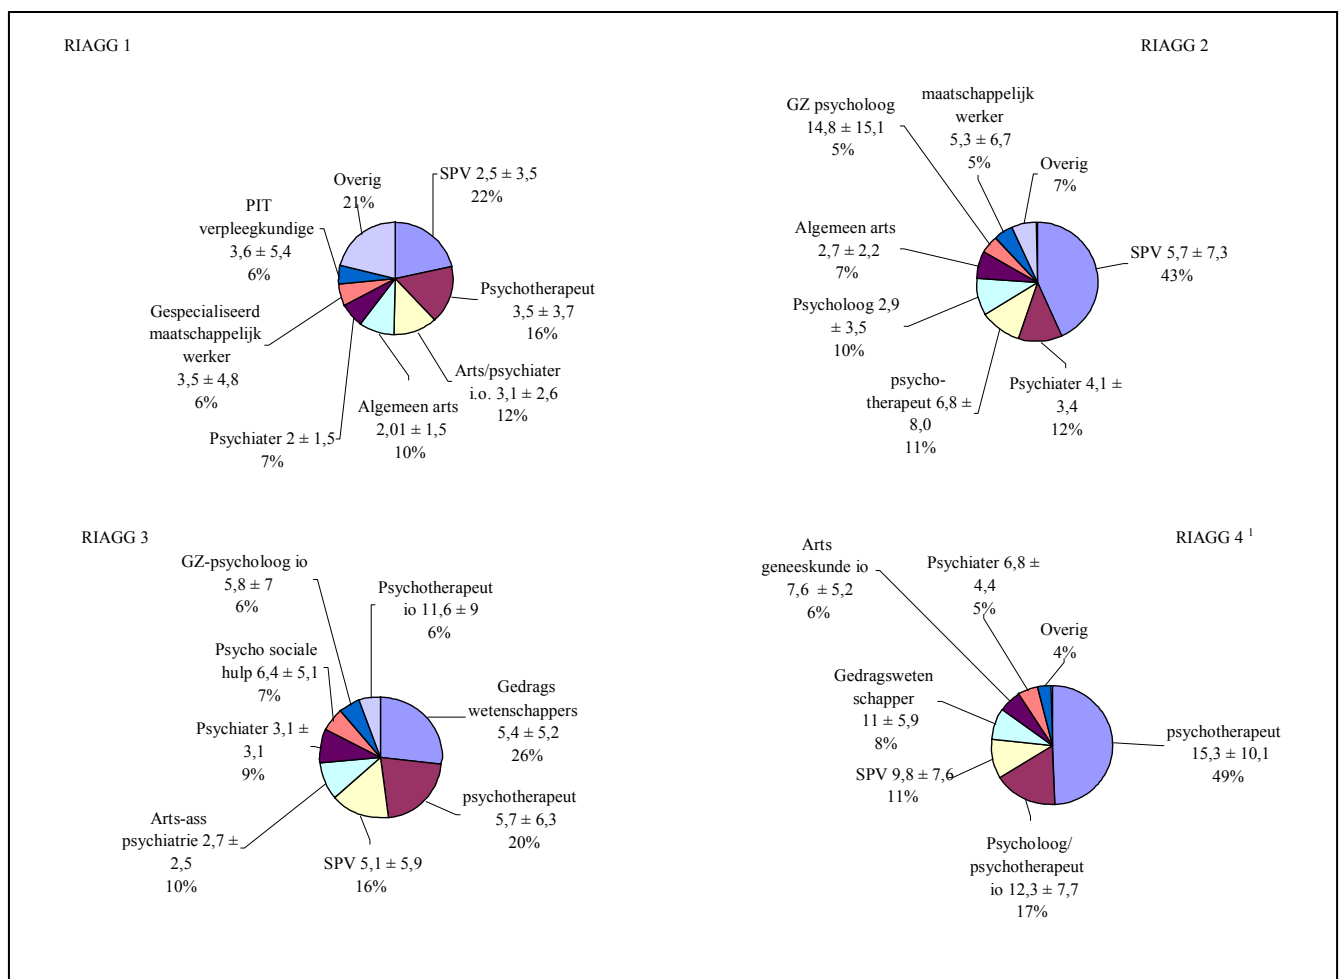 RIAGG 1
Overig
21%
SPV 2,5 ± 3,5
22%
PIT
verpleegkundige
3,6 ± 5,4
6%
Psychotherapeut
3,5 ± 3,7
16%
Gespecialiseerd
maatschappelijk
werker
3,5 ± 4,8
6%
Arts/psychiater
i.o. 3,1 ± 2,6
12%
Algemeen arts
2,01 ± 1,5
10%
Psychiater 2 ± 1,5
7%
RIAGG 2
GZ psycholoog
14,8 ± 15,1
5%
maatschappelijk
werker
5,3 ± 6,7
5%
Overig
7%
Algemeen arts
2,7 ± 2,2
7%
SPV 5,7 ± 7,3
43%
Psycholoog 2,9
± 3,5
10%
psycho-
therapeut 6,8 ±
8,0
11%
Psychiater 4,1 ±
3,4
12%
RIAGG 3
GZ-psycholoog io
5,8 ± 7
6%
Psychotherapeut
io 11,6 ± 9
6%
Psycho sociale
hulp 6,4 ± 5,1
7%
Gedrags
wetenschappers
5,4 ± 5,2
26%
Psychiater 3,1 ±
3,1
9%
psychotherapeut
5,7 ± 6,3
20%
Arts-ass
psychiatrie 2,7 ±
2,5
10%
SPV 5,1 ± 5,9
16%
RIAGG 4 1
Arts
geneeskunde io
7,6 ± 5,2
6%
Psychiater 6,8 ±
4,4
5%
Overig
4%
Gedragsweten
schapper
11 ± 5,9
8%
psychotherapeut
15,3 ± 10,1
49%
SPV 9,8 ± 7,6
11%
Psycholoog/
psychotherapeut
io 12,3 ± 7,7
17%